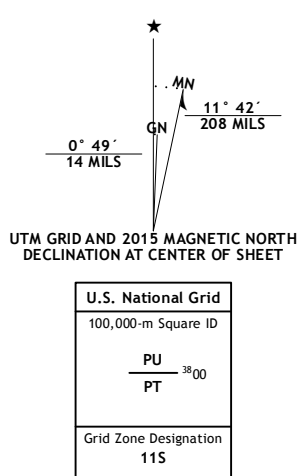 ★
MN
GN
11° 42´
208 MILS
0° 49´
14 MILS
UTM GRID AND 2015 MAGNETIC NORTH
DECLINATION AT CENTER OF SHEET
U.S. National Grid
100,000-m Square ID
PU
PT
³⁸00
Grid Zone Designation
11S